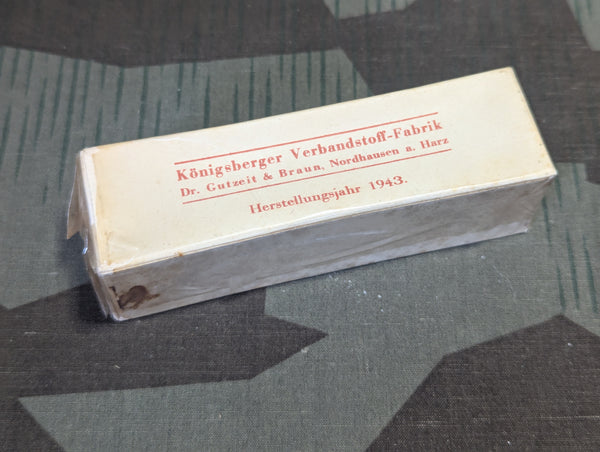 Königsberger Verbandstoff-Fabrik
Dr. Gutzeit & Braun, Nordhausen a. Harz
Herstellungsjahr 1943.